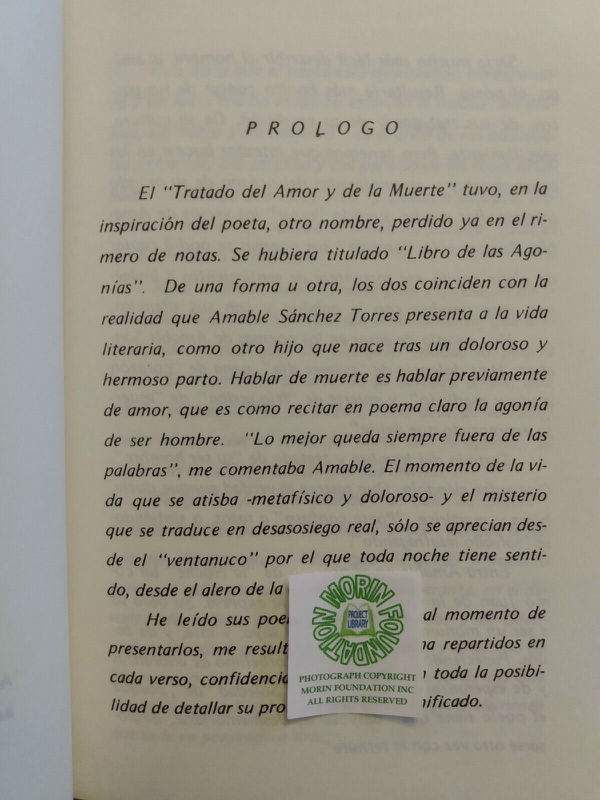 PROLOGO
El "Tratado del Amor y de la Muerte" tuvo, en la
inspiración del poeta, otro nombre, perdido ya en el ri-
mero de notas. Se hubiera titulado "Libro de las Ago-
nías". De una forma u otra, los dos coinciden con la
realidad que Amable Sánchez Torres presenta a la vida
literaria, como otro hijo que nace tras un doloroso y
hermoso parto. Hablar de muerte es hablar previamente
de amor, que es como recitar en poema claro la agonía
de ser hombre. "Lo mejor queda siempre fuera de las
palabras", me comentaba Amable. El momento de la vi-
da que se atisba -metafísico y doloroso- y el misterio
que se traduce en desasosiego real, sólo se aprecian des-
de el "ventanuco" por el que toda noche tiene senti-
do, desde el alero de la
He leído sus al momento de
presentarlos, me repartidos en
cada verso, toda la posibi-
lidad de detallar su
MORIN FOUNDATION
PROJECT
LIBRARY
PHOTOGRAPH COPYRIGHT
MORIN FOUNDATION INC
ALL RIGHTS RESERVED